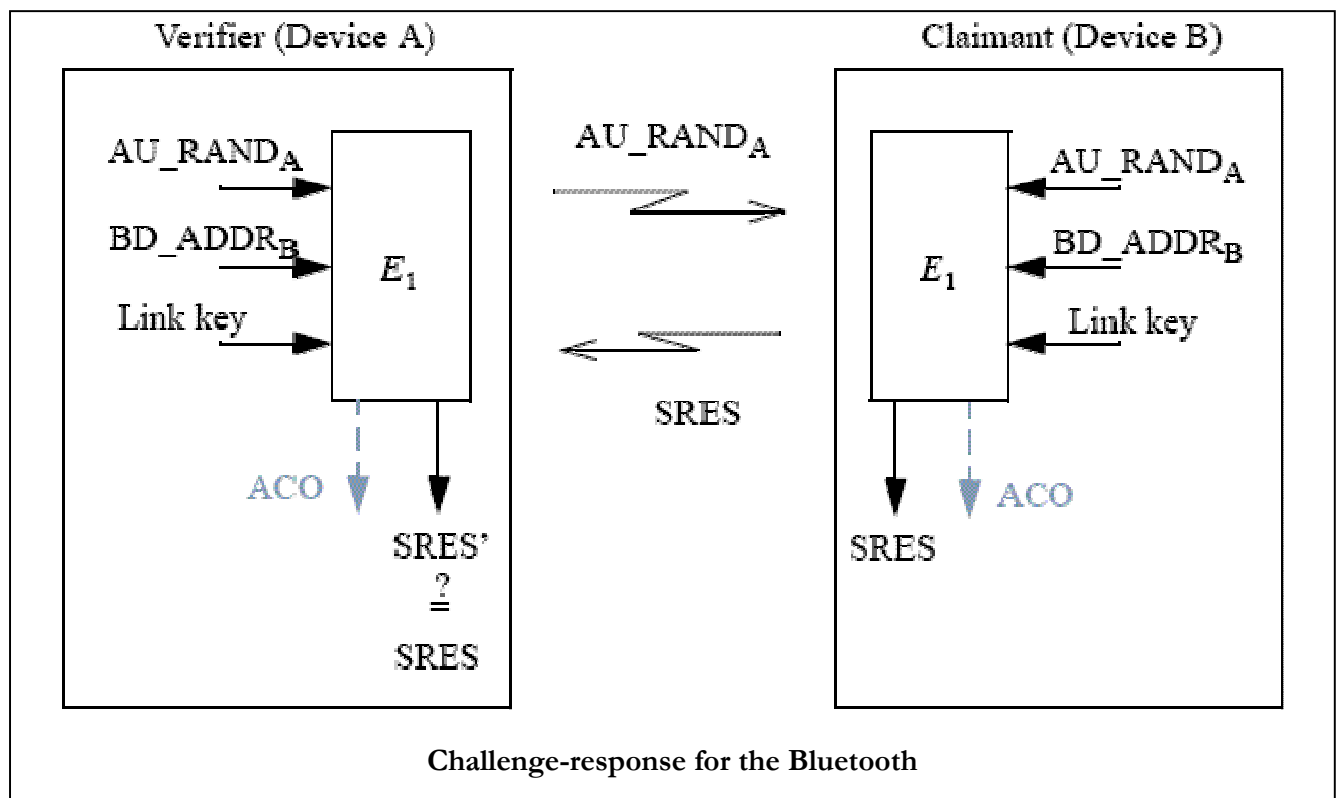 Verifier (Device A)
Claimant (Device B)
AU_RANDA
BD_ADDRB
Link key
E1
ACO
SRES’
?
=
SRES
AU_RANDA
SRES
E1
AU_RANDA
BD_ADDRB
Link key
SRES
ACO
Challenge-response for the Bluetooth